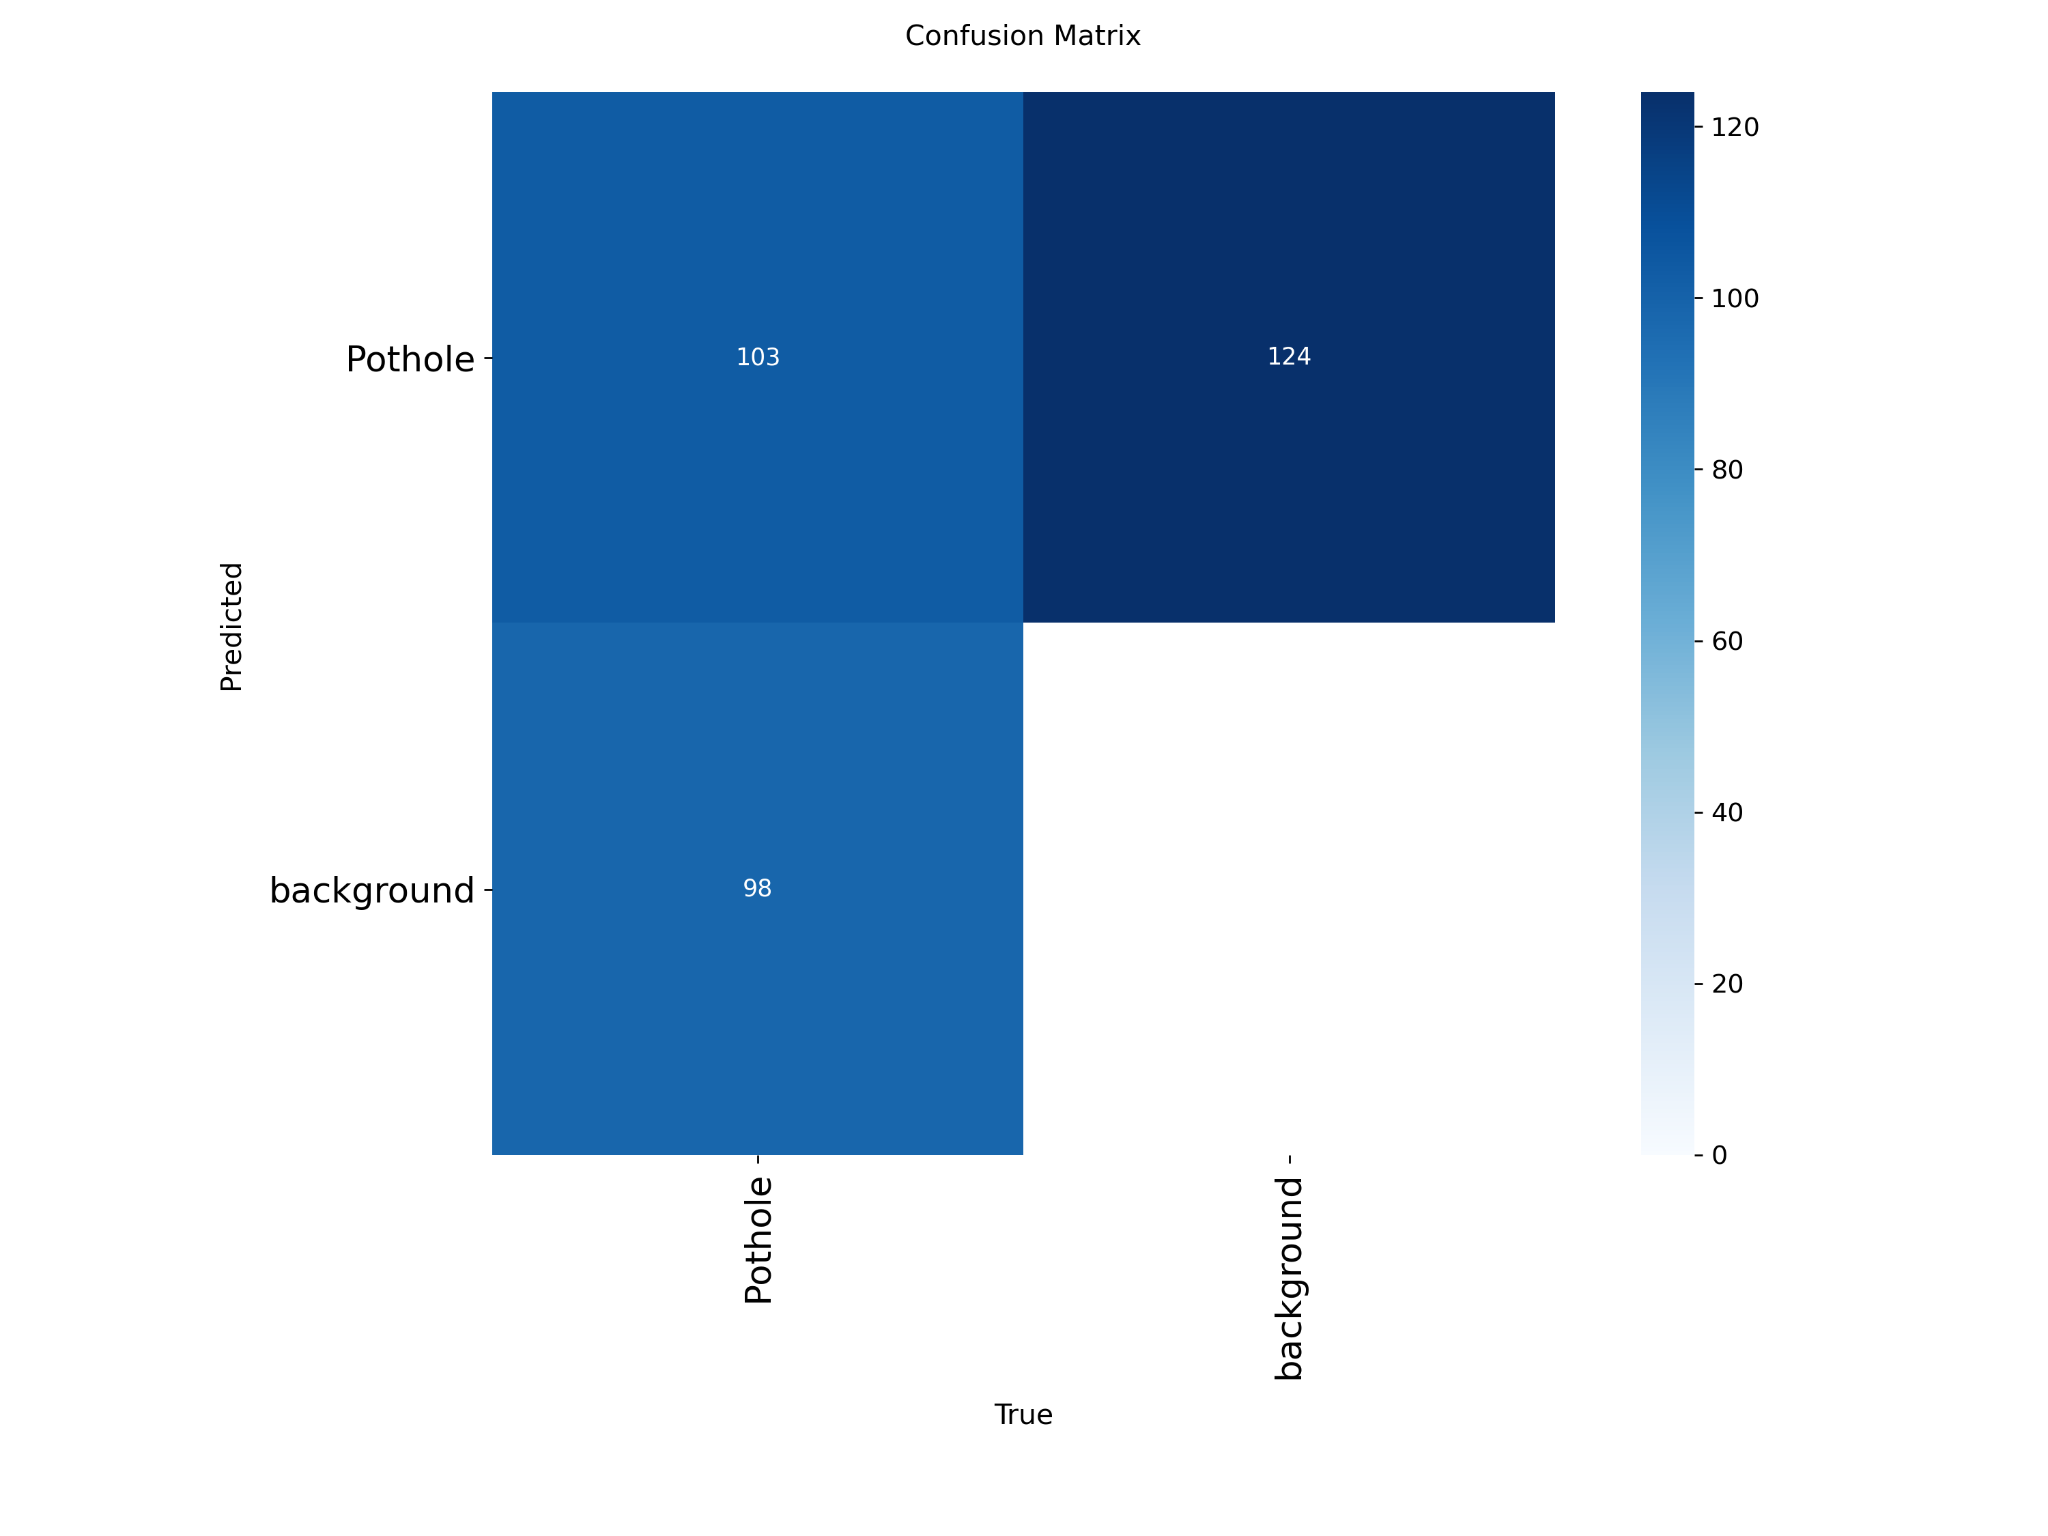 Confusion Matrix
Predicted
Pothole
background
103
124
98
Pothole
background
True
120
100
80
60
40
20
0